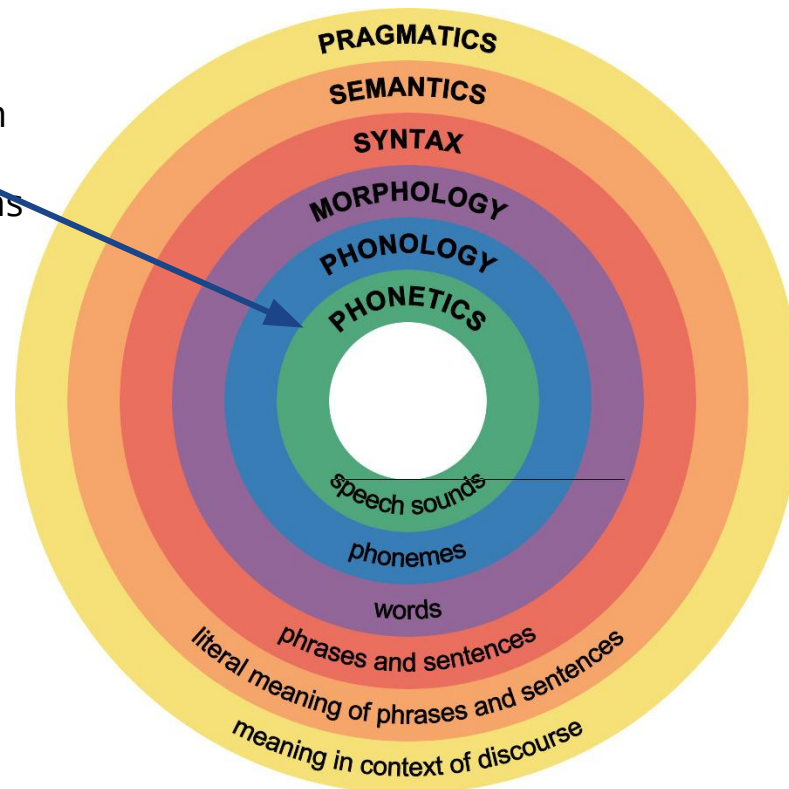 PRAGMATICS
SEMANTICS
SYNTAX
MORPHOLOGY
PHONOLOGY
PHONETICS
speech sounds
phonemes
words
phrases and sentences
literal meaning of phrases and sentences
meaning in context of discourse